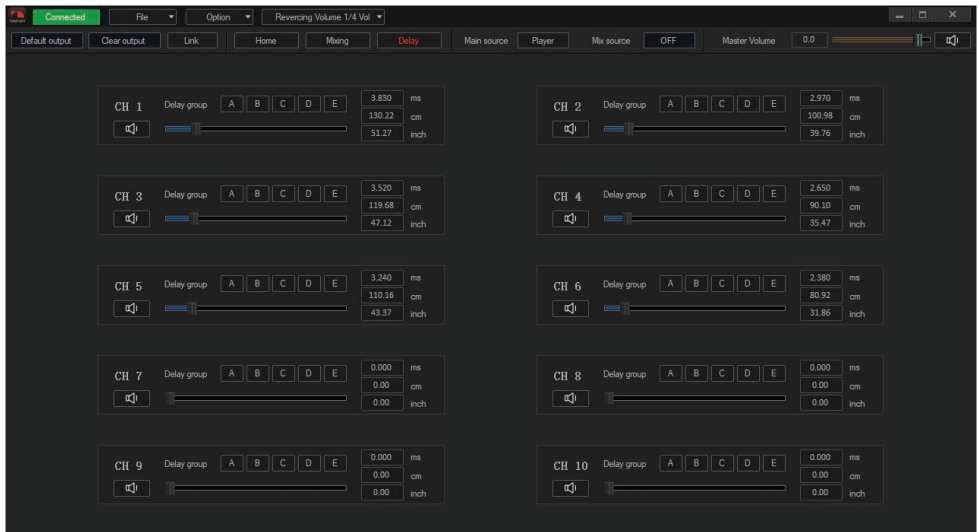 Connected File Option Revercing Volume 1/4 Vol
Default output Clear output Link Home Mixing Delay Main source Player Mix source OFF Master Volume 0.0
CH 1 Delay group A B C D E 3.830 ms
130.22 cm
51.27 inch
CH 2 Delay group A B C D E 2.970 ms
100.98 cm
39.76 inch
CH 3 Delay group A B C D E 3.520 ms
119.68 cm
47.12 inch
CH 4 Delay group A B C D E 2.650 ms
90.10 cm
35.47 inch
CH 5 Delay group A B C D E 3.240 ms
110.16 cm
43.37 inch
CH 6 Delay group A B C D E 2.380 ms
80.92 cm
31.86 inch
CH 7 Delay group A B C D E 0.000 ms
0.00 cm
0.00 inch
CH 8 Delay group A B C D E 0.000 ms
0.00 cm
0.00 inch
CH 9 Delay group A B C D E 0.000 ms
0.00 cm
0.00 inch
CH 10 Delay group A B C D E 0.000 ms
0.00 cm
0.00 inch